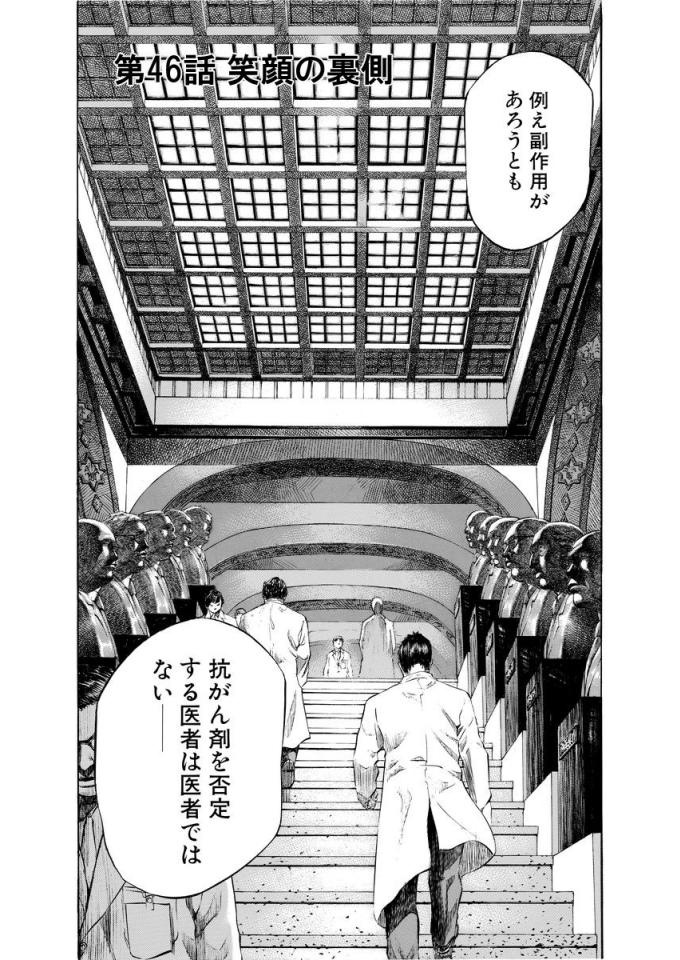 第46話 笑顔の裏側
例え副作用が
あろうとも
抗がん剤を否定
する医者は医者では
ない――